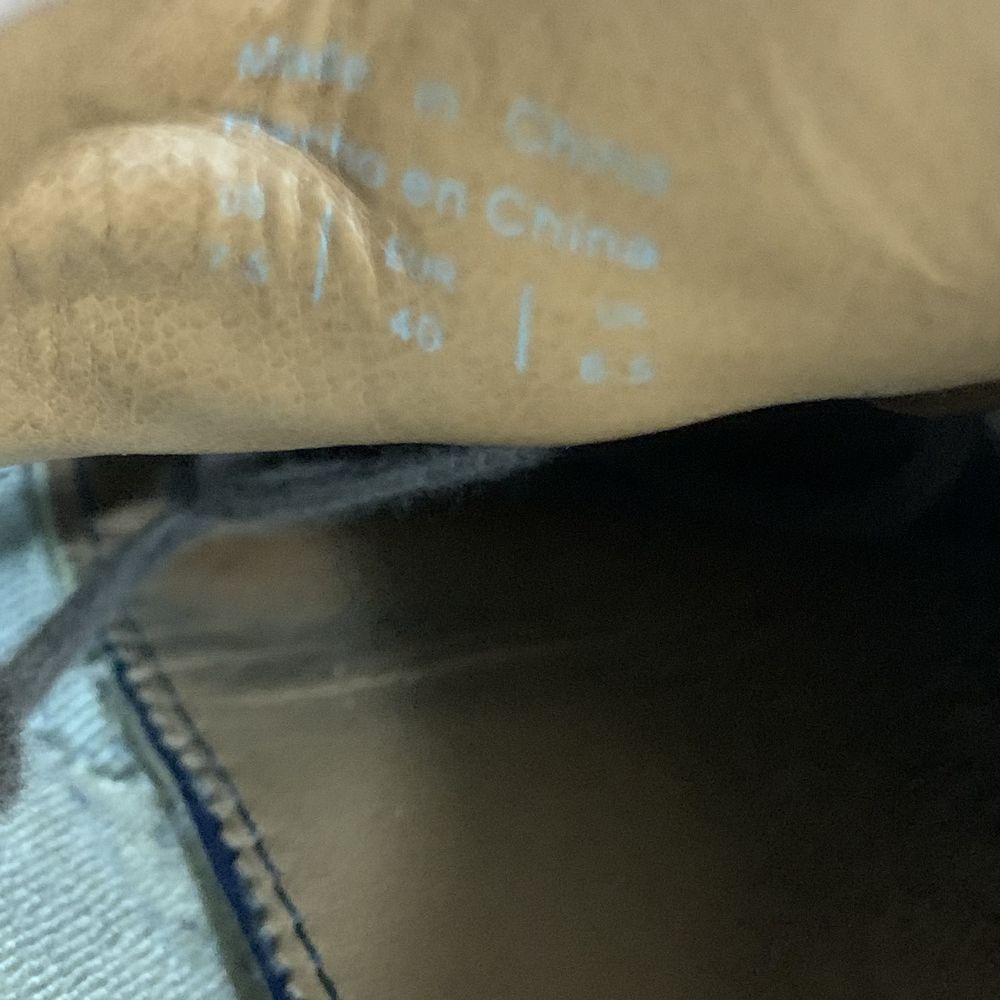 Made in China
Hecho en China
US | EUR | UK
7.5 | 40 | 6.5